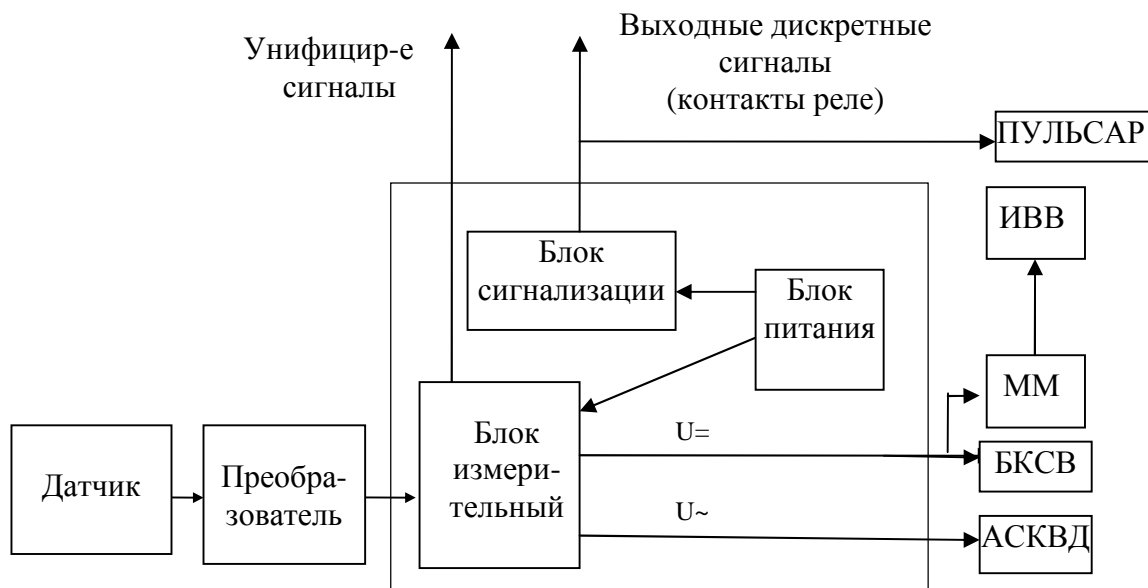 Унифицир-е
сигналы
Выходные дискретные
сигналы
(контакты реле)
ПУЛЬСАР
ИВВ
Блок
сигнализации
Блок
питания
ММ
Датчик
Преобра-
зователь
Блок
измери-
тельный
U=
БКСВ
U~
АСКВД